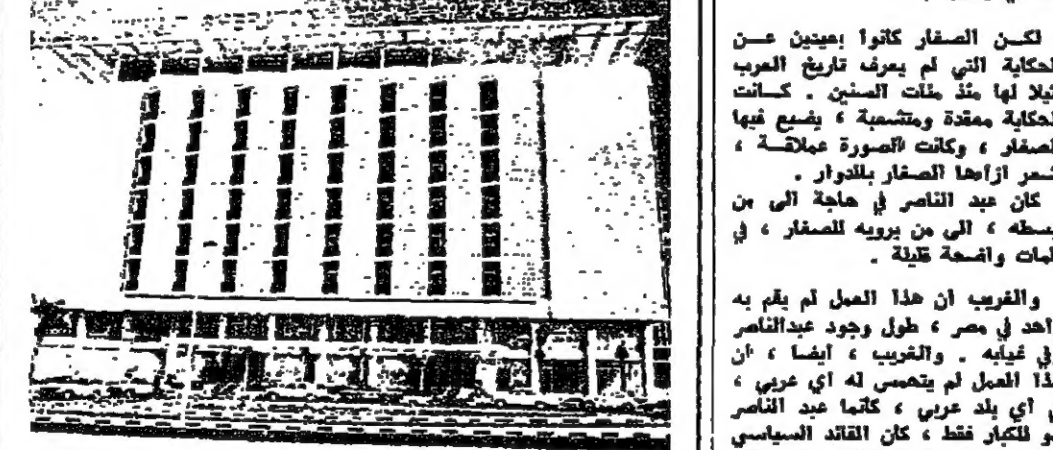 لكن الصغار كانوا بعيدين عن
الحكاية التي لم يعرف تاريخ العرب
مثيلا لها منذ مئات السنين . كانت
الحكاية معقدة ومتشعبة ، يضيع فيها
الصغار ، وكانت الصورة عملاقة ،
شعر ازاءها الصغار بالدوار .
كان عبد الناصر في حاجة الى من
يبسطه ، الى من يرويه للصغار ، في
كلمات واضحة قليلة .
والغريب ان هذا العمل لم يقم به
احد في مصر ، طول وجود عبدالناصر
في غيابه . والغريب ، ايضا ، ان
هذا العمل لم يتحمس له اي عربي ،
في أي بلد عربي ، كأنما عبد الناصر
هو للكبار فقط ، كأن القائد السياسي